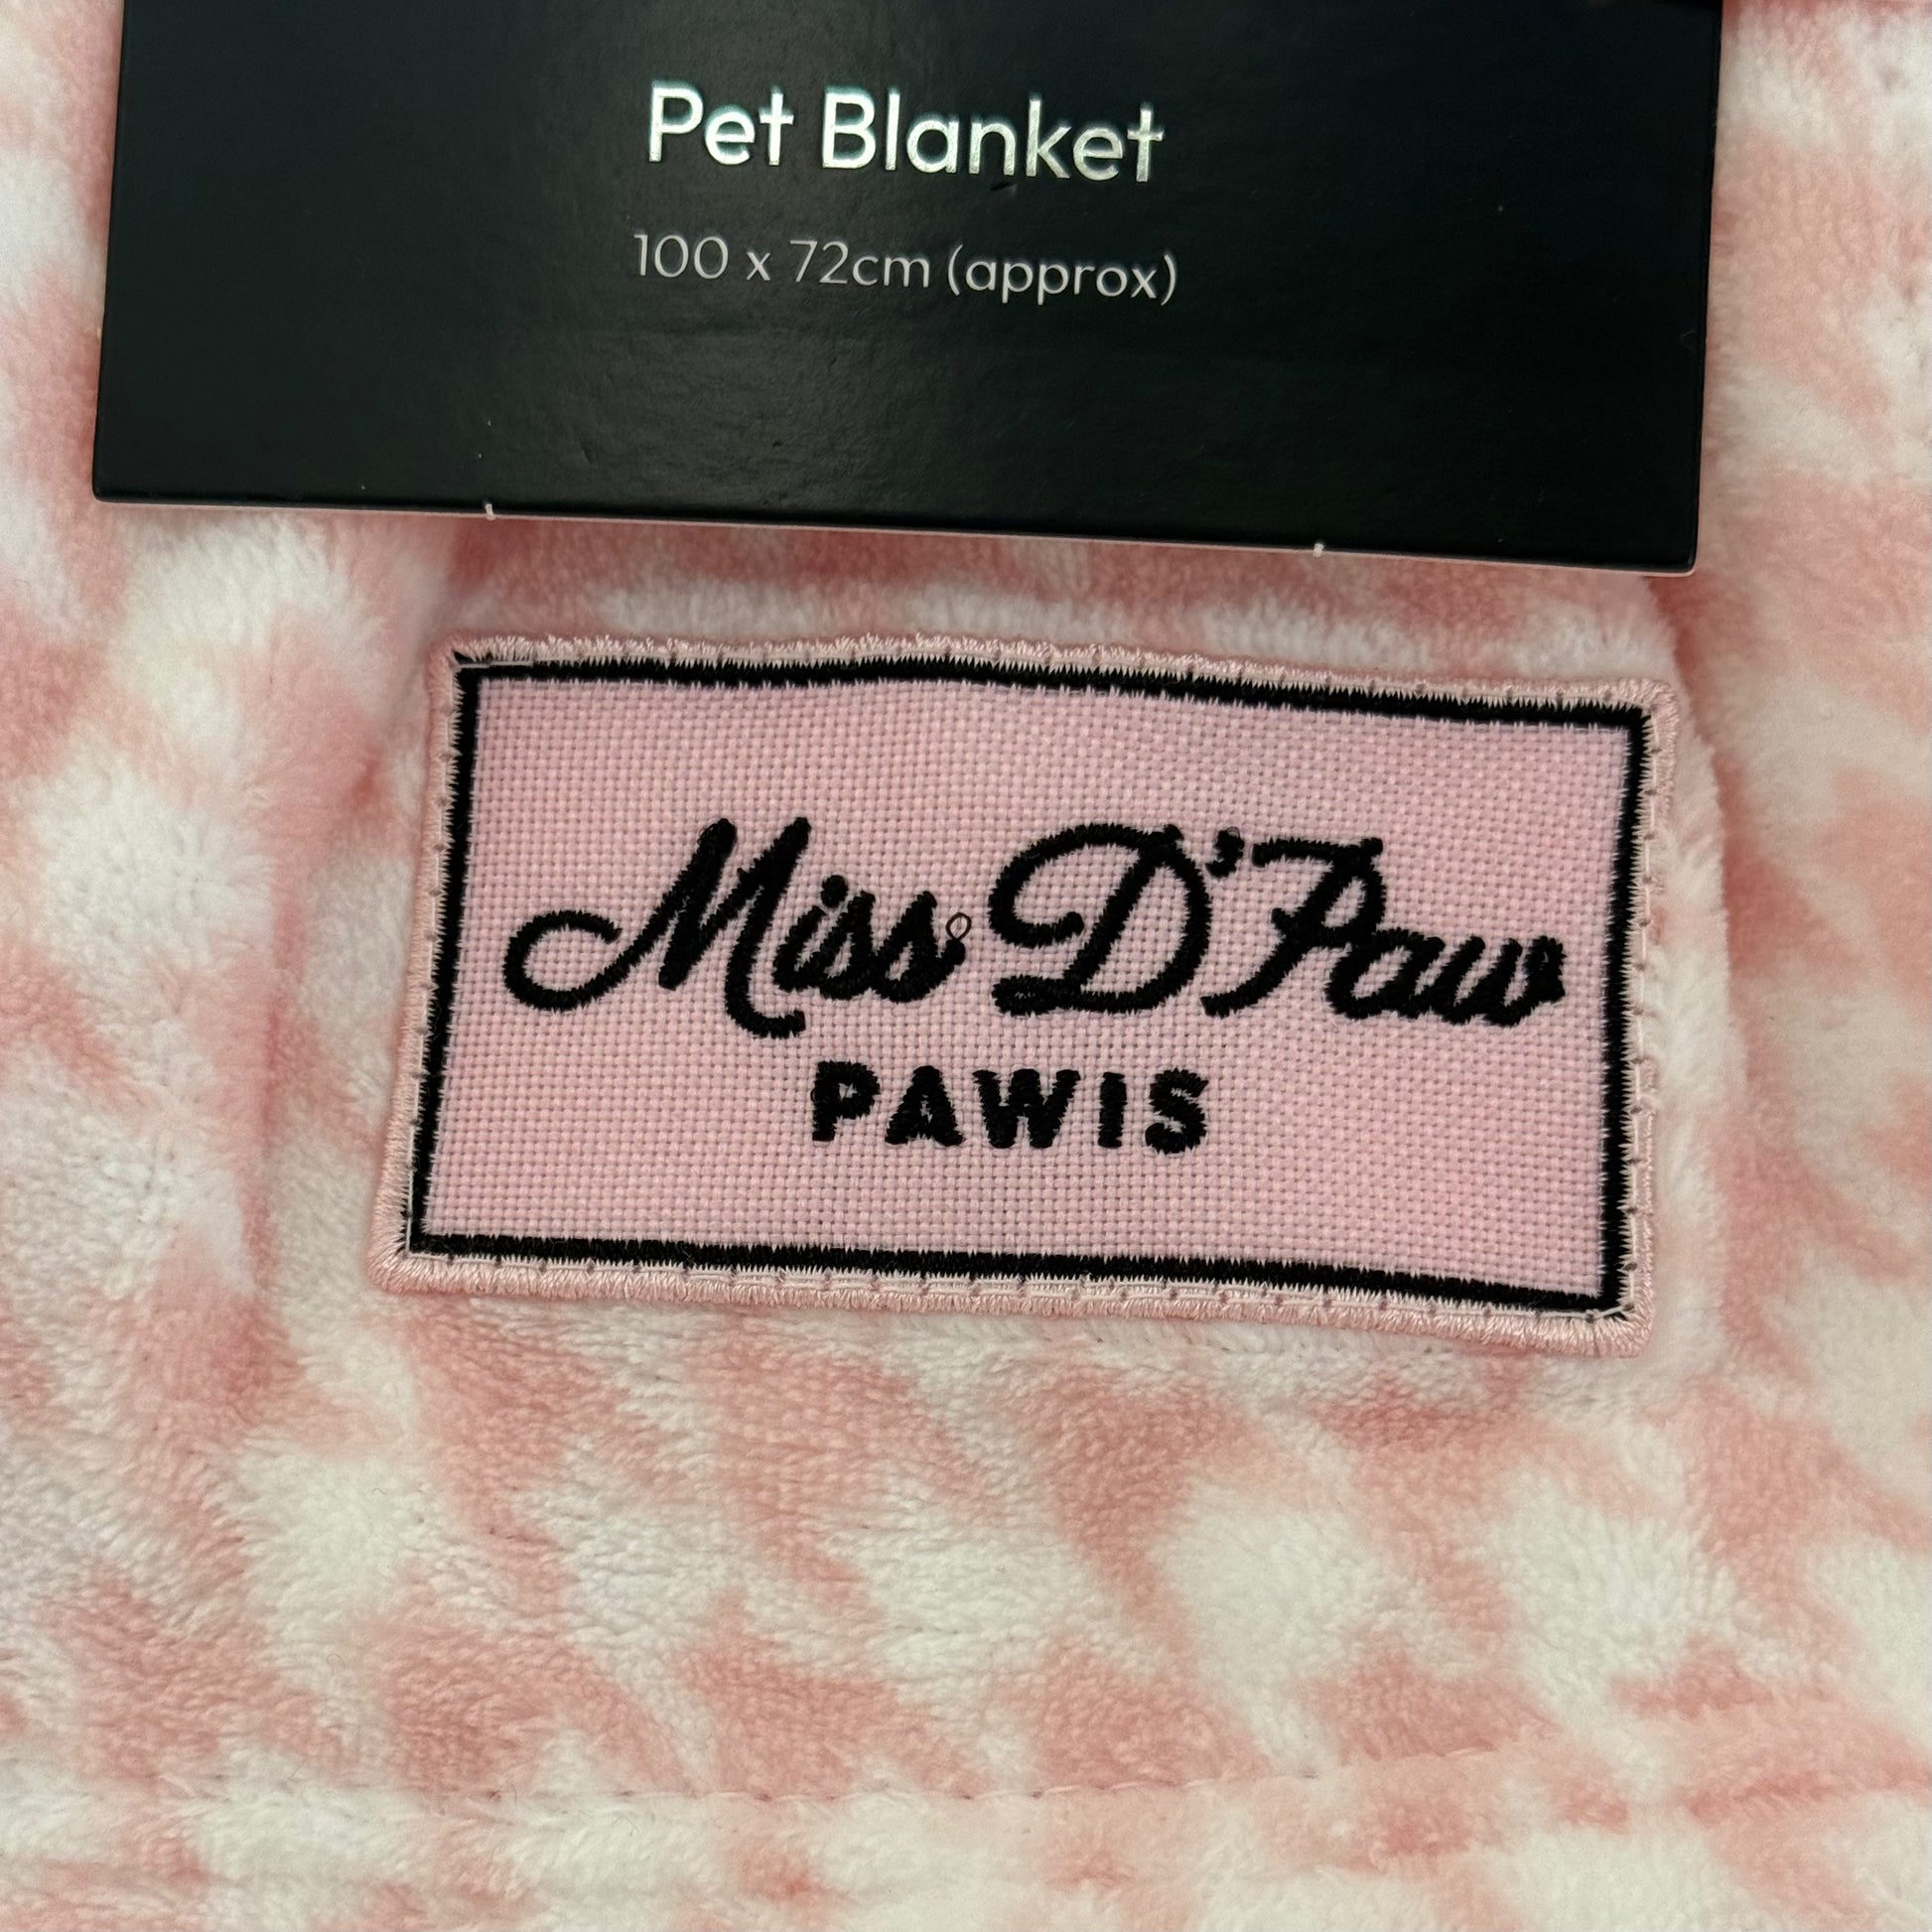 Pet Blanket
100 x 72cm (approx)
Miss D'Paw
PAWIS